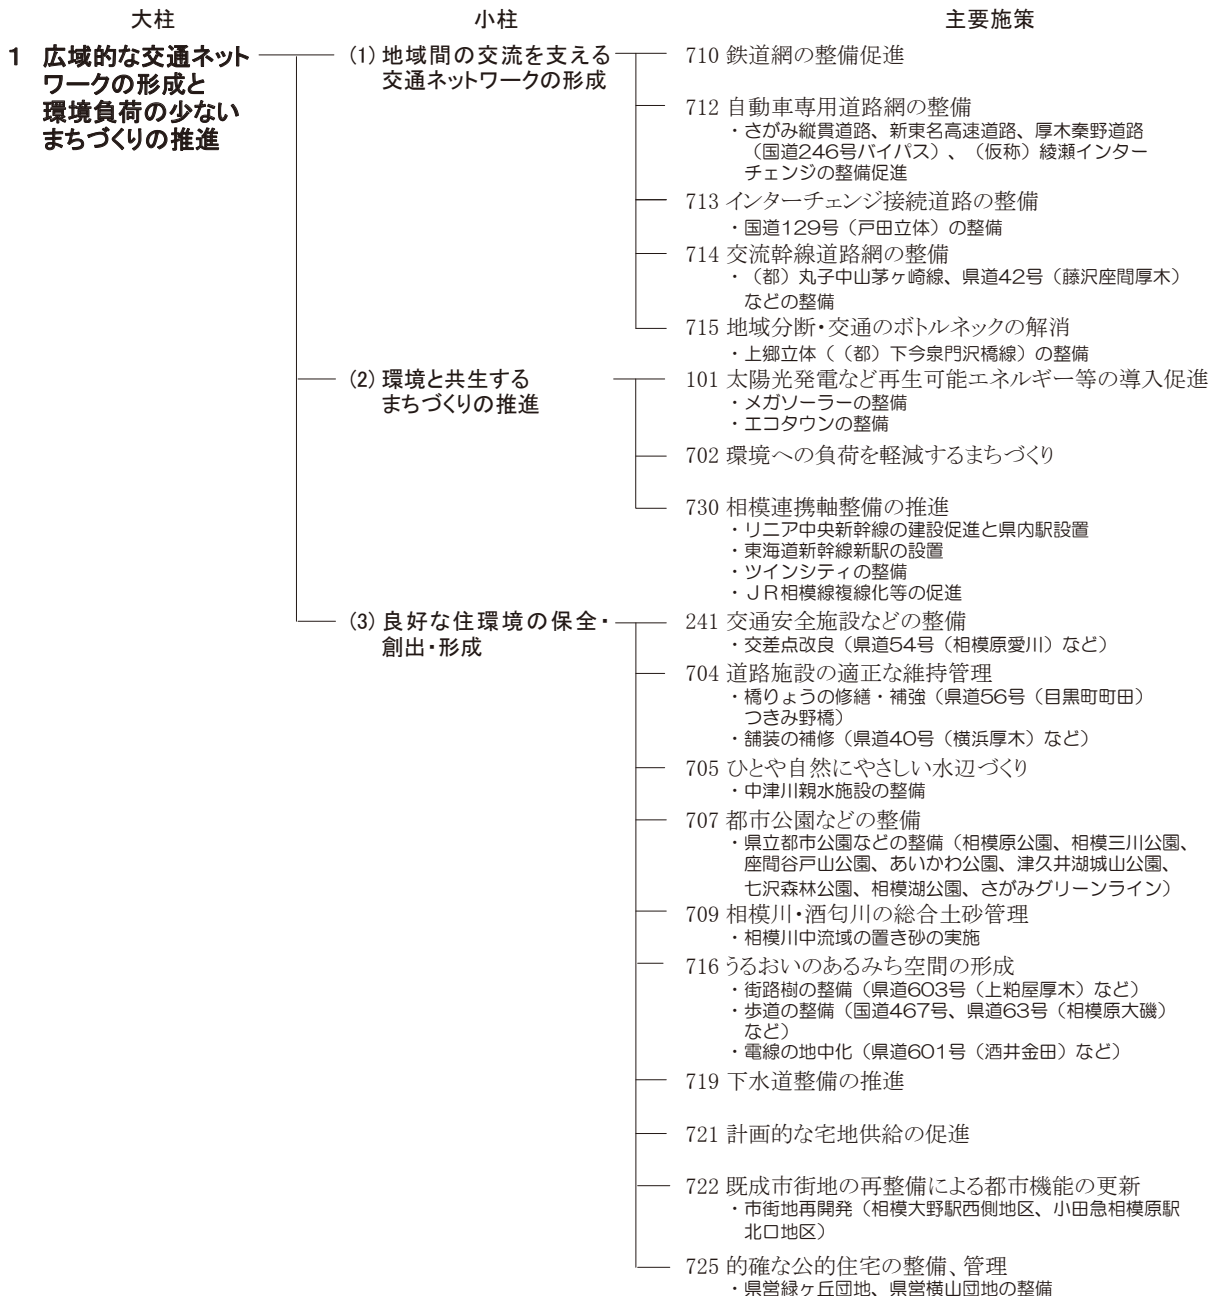 大柱
小柱
主要施策
1 広域的な交通ネット
ワークの形成と
環境負荷の少ない
まちづくりの推進
(1) 地域間の交流を支える
交通ネットワークの形成
710 鉄道網の整備促進
712 自動車専用道路網の整備
・さがみ縦貫道路、新東名高速道路、厚木秦野道路
（国道246号バイパス）、（仮称）綾瀬インター
チェンジの整備促進
713 インターチェンジ接続道路の整備
・国道129号（戸田立体）の整備
714 交流幹線道路網の整備
・（都）丸子中山茅ヶ崎線、県道42号（藤沢座間厚木）
などの整備
715 地域分断・交通のボトルネックの解消
・上郷立体（（都）下今泉門沢橋線）の整備
(2) 環境と共生する
まちづくりの推進
101 太陽光発電など再生可能エネルギー等の導入促進
・メガソーラーの整備
・エコタウンの整備
702 環境への負荷を軽減するまちづくり
730 相模連携軸整備の推進
・リニア中央新幹線の建設促進と県内駅設置
・東海道新幹線新駅の設置
・ツインシティの整備
・ＪＲ相模線複線化等の促進
(3) 良好な住環境の保全・
創出・形成
241 交通安全施設などの整備
・交差点改良（県道54号（相模原愛川）など）
704 道路施設の適正な維持管理
・橋りょうの修繕・補強（県道56号（目黒町町田）
つきみ野橋）
・舗装の補修（県道40号（横浜厚木）など）
705 ひとや自然にやさしい水辺づくり
・中津川親水施設の整備
707 都市公園などの整備
・県立都市公園などの整備（相模原公園、相模三川公園、
座間谷戸山公園、あいかわ公園、津久井湖城山公園、
七沢森林公園、相模湖公園、さがみグリーンライン）
709 相模川・酒匂川の総合土砂管理
・相模川中流域の置き砂の実施
716 うるおいのあるみち空間の形成
・街路樹の整備（県道603号（上粕屋厚木）など）
・歩道の整備（国道467号、県道63号（相模原大磯）
など）
・電線の地中化（県道601号（酒井金田）など）
719 下水道整備の推進
721 計画的な宅地供給の促進
722 既成市街地の再整備による都市機能の更新
・市街地再開発（相模大野駅西側地区、小田急相模原駅
北口地区）
725 的確な公的住宅の整備、管理
・県営緑ヶ丘団地、県営横山団地の整備